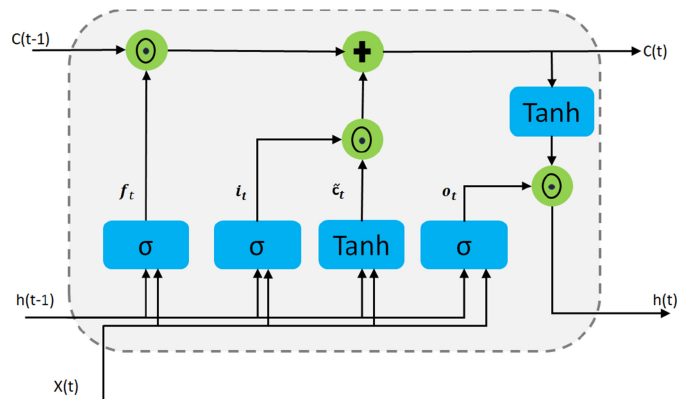 C(t-1)
C(t)
Tanh
f_t
i_t
c̃_t
o_t
σ
σ
Tanh
σ
h(t-1)
h(t)
X(t)